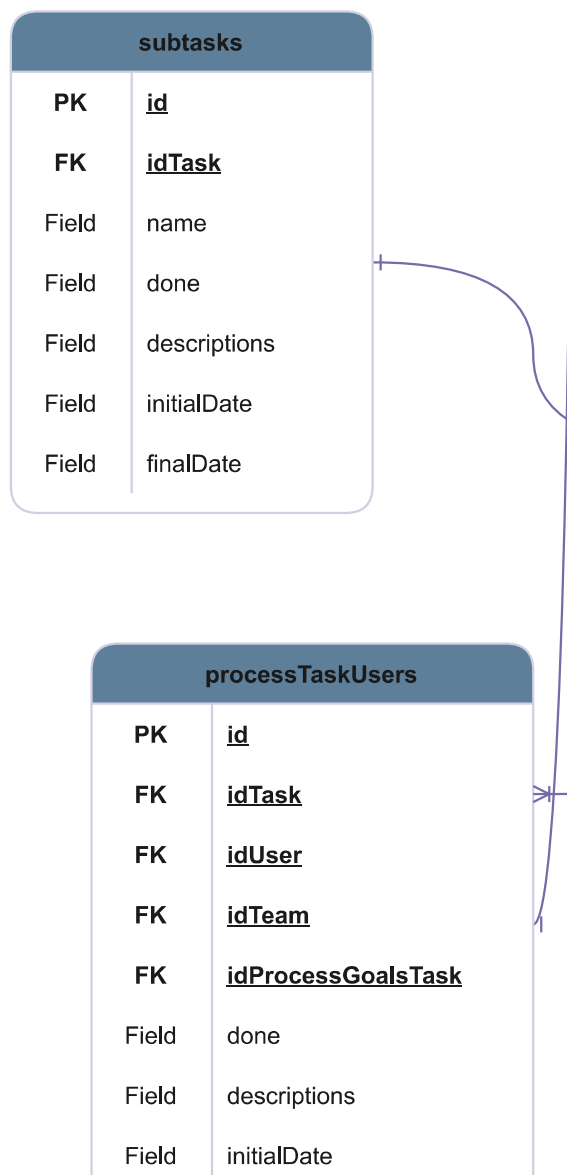 subtasks
PK id
FK idTask
Field name
Field done
Field descriptions
Field initialDate
Field finalDate
processTaskUsers
PK id
FK idTask
FK idUser
FK idTeam
FK idProcessGoalsTask
Field done
Field descriptions
Field initialDate